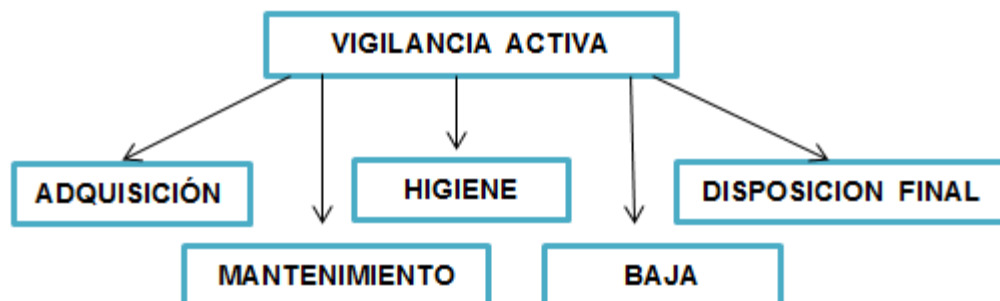 VIGILANCIA ACTIVA
ADQUISICIÓN
HIGIENE
DISPOSICION FINAL
MANTENIMIENTO
BAJA